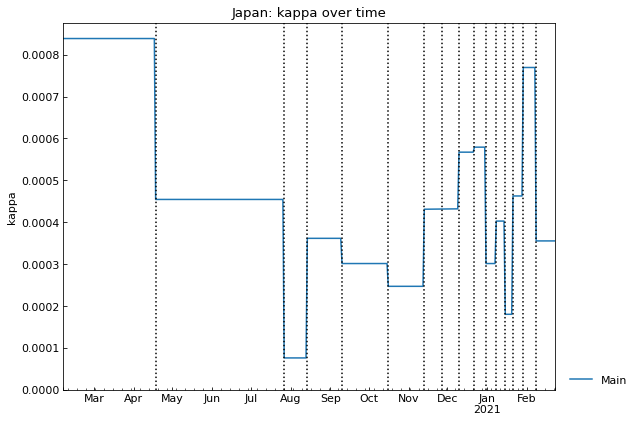 Japan: kappa over time
kappa
0.0008
0.0007
0.0006
0.0005
0.0004
0.0003
0.0002
0.0001
0.0000
Mar Apr May Jun Jul Aug Sep Oct Nov Dec Jan Feb
2021
Main